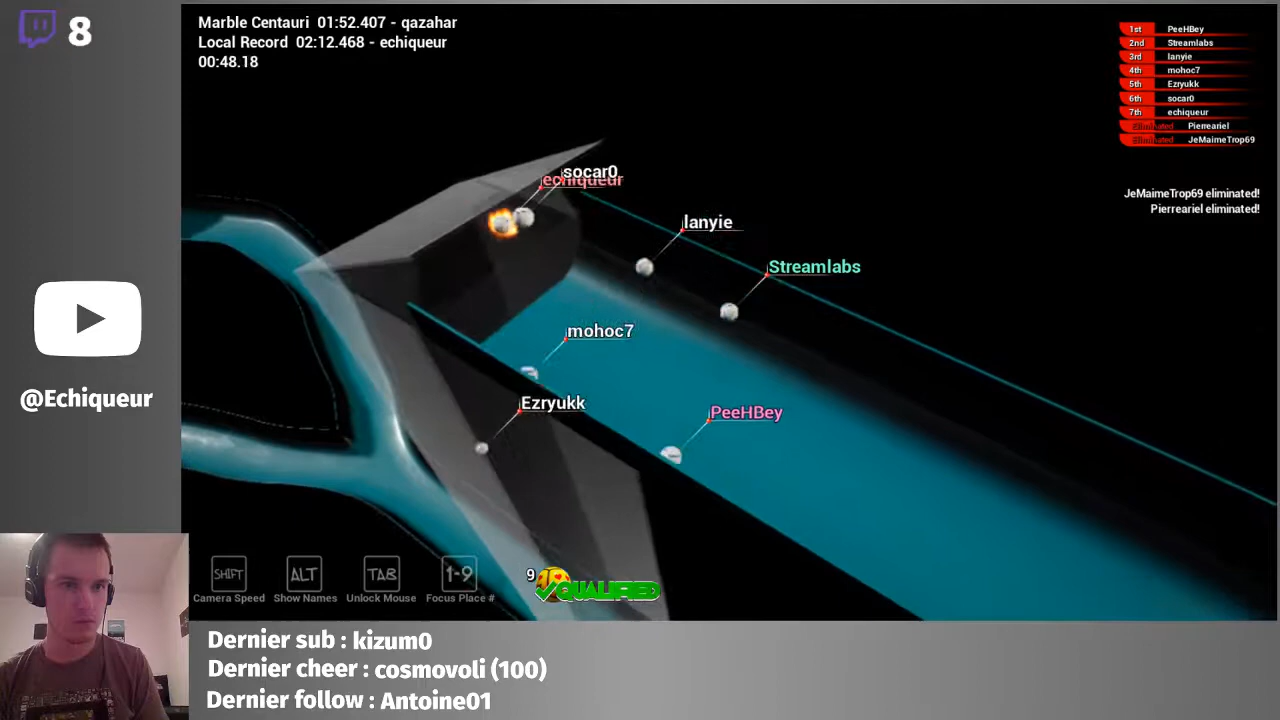 8
Marble Centauri 01:52.407 - qazahar
Local Record 02:12.468 - echiqueur
00:48.18
1st PeeHBey
2nd Streamlabs
3rd lanyie
4th mohoc7
5th Ezryukk
6th socar0
7th echiqueur
Eliminated Pierreariel
Eliminated JeMaimeTrop69
JeMaimeTrop69 eliminated!
Pierreariel eliminated!
socar0
echiqueur
lanyie
Streamlabs
mohoc7
Ezryukk
PeeHBey
@Echiqueur
SHIFT ALT TAB 1-9
Camera Speed Show Names Unlock Mouse Focus Place #
9 QUALIFIED
Dernier sub : kizum0
Dernier cheer : cosmovoli (100)
Dernier follow : Antoine01